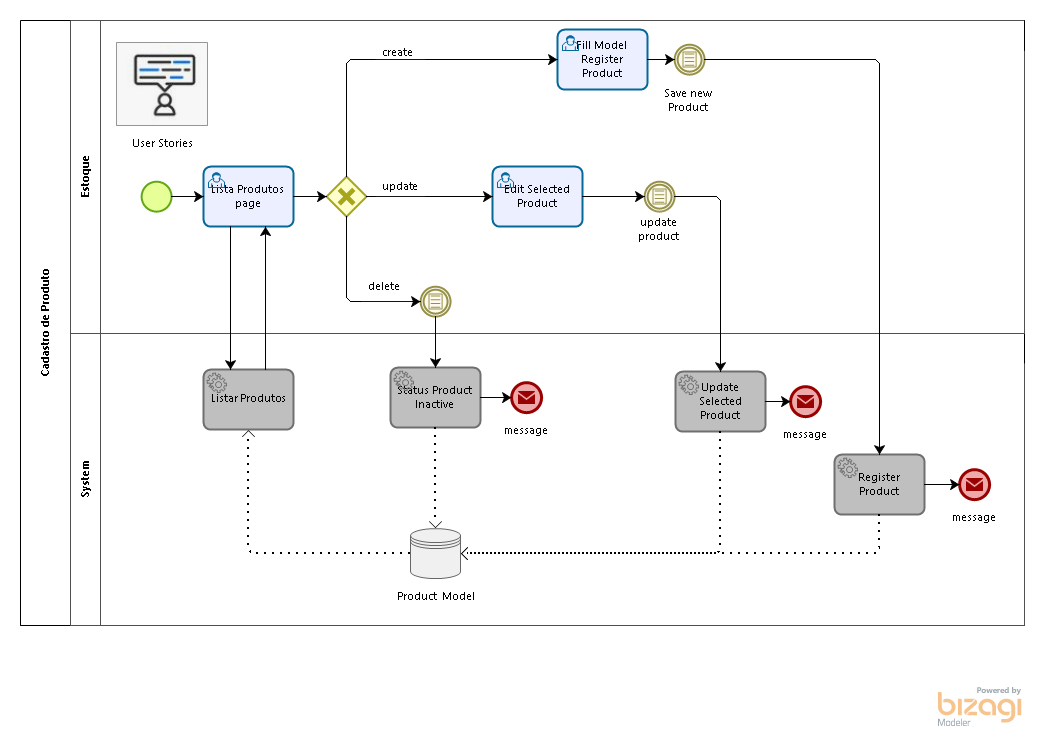 Cadastro de Produto
Estoque
User Stories
Lista Produtos
page
create
Fill Model
Register
Product
Save new
Product
update
Edit Selected
Product
update
product
delete
System
Listar Produtos
Status Product
Inactive
message
Update
Selected
Product
message
Register
Product
message
Product Model
Powered by
bizagi
Modeler